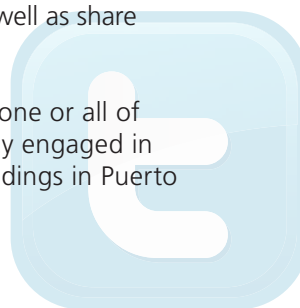 well as share
one or all of
y engaged in
dings in Puerto